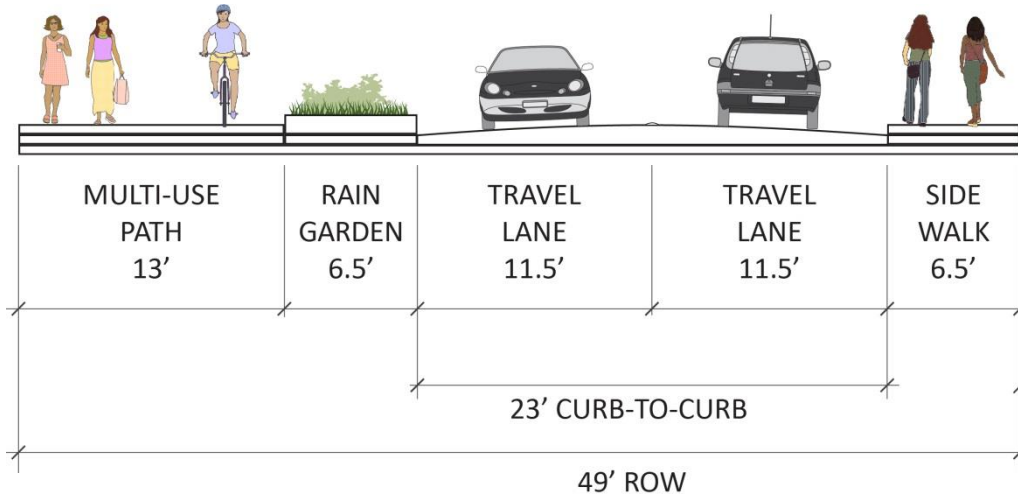 MULTI-USE
PATH
13’
RAIN
GARDEN
6.5’
TRAVEL
LANE
11.5’
TRAVEL
LANE
11.5’
SIDE
WALK
6.5’
23’ CURB-TO-CURB
49’ ROW